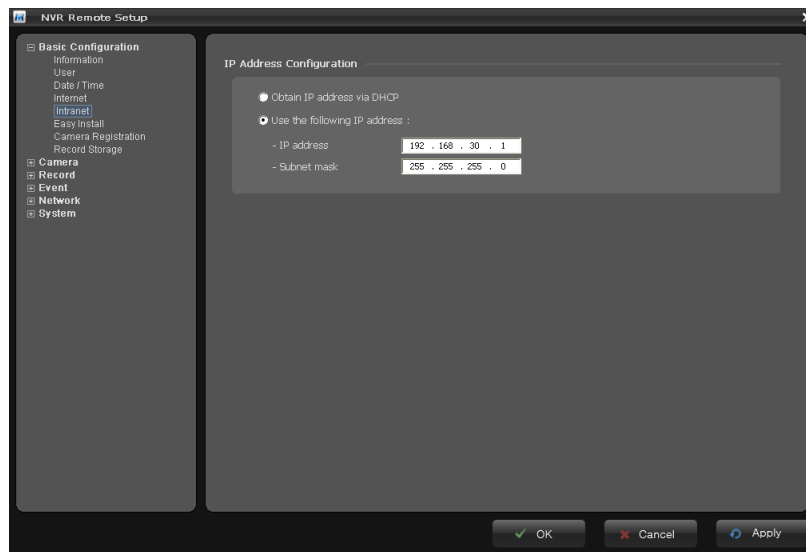 NVR Remote Setup
Basic Configuration
Information
User
Date / Time
Internet
Intranet
Easy Install
Camera Registration
Record Storage
Camera
Record
Event
Network
System
IP Address Configuration
Obtain IP address via DHCP
Use the following IP address :
- IP address 192 . 168 . 30 . 1
- Subnet mask 255 . 255 . 255 . 0
OK Cancel Apply